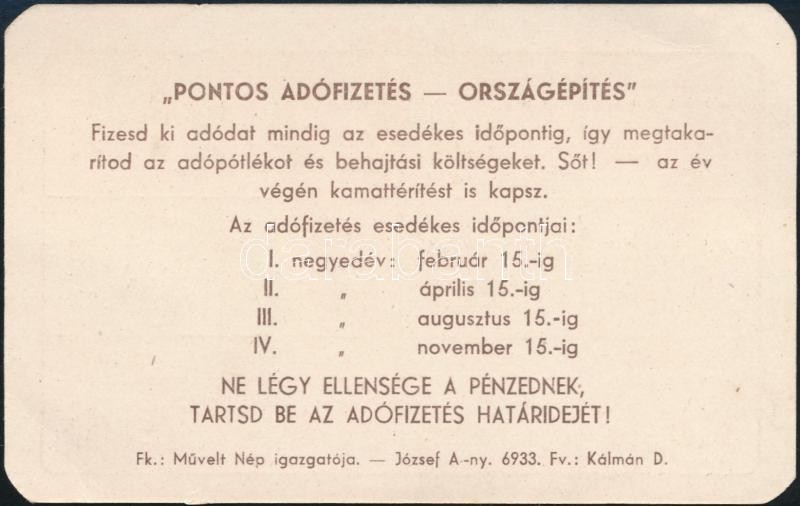 „PONTOS ADÓFIZETÉS — ORSZÁGÉPÍTÉS”
Fizesd ki adódat mindig az esedékes időpontig, így megtaka-
rítod az adópótlékot és behajtási költségeket. Sőt! — az év
végén kamattérítést is kapsz.
Az adófizetés esedékes időpontjai:
I. negyedév: február 15.-ig
II. „ április 15.-ig
III. „ augusztus 15.-ig
IV. „ november 15.-ig
NE LÉGY ELLENSÉGE A PÉNZEDNEK,
TARTSD BE AZ ADÓFIZETÉS HATÁRIDEJÉT!
Fk.: Művelt Nép igazgatója. — József A.-ny. 6933. Fv.: Kálmán D.
darabanth